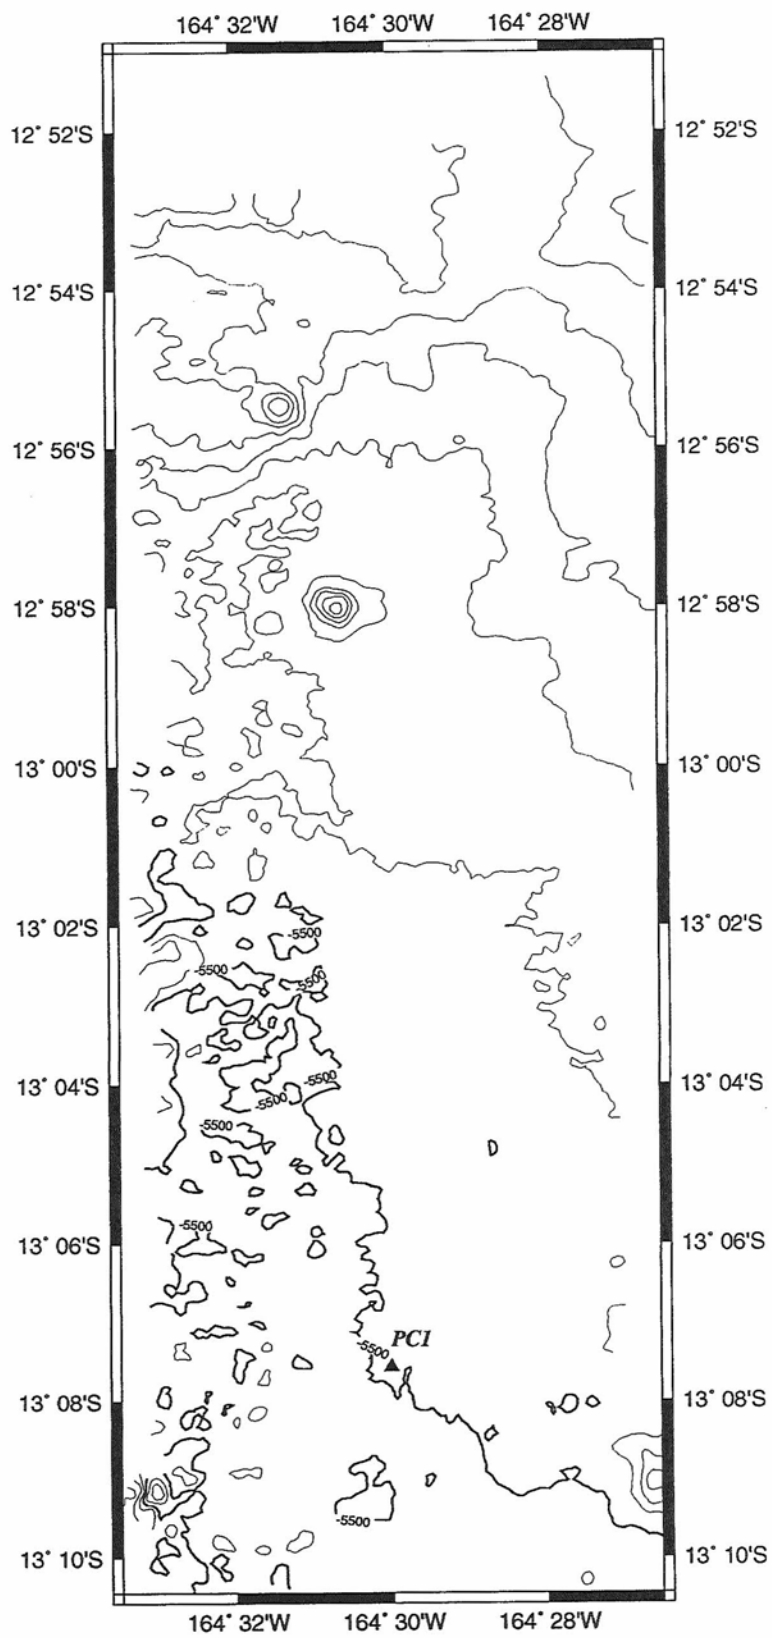 164° 32'W 164° 30'W 164° 28'W
12° 52'S 12° 52'S
12° 54'S 12° 54'S
12° 56'S 12° 56'S
12° 58'S 12° 58'S
13° 00'S 13° 00'S
13° 02'S 13° 02'S
-5500
-5500
-5500
13° 04'S 13° 04'S
-5500
-5500
-5500
-5500
13° 06'S 13° 06'S
PC1
-5500
13° 08'S 13° 08'S
-5500
13° 10'S 13° 10'S
164° 32'W 164° 30'W 164° 28'W